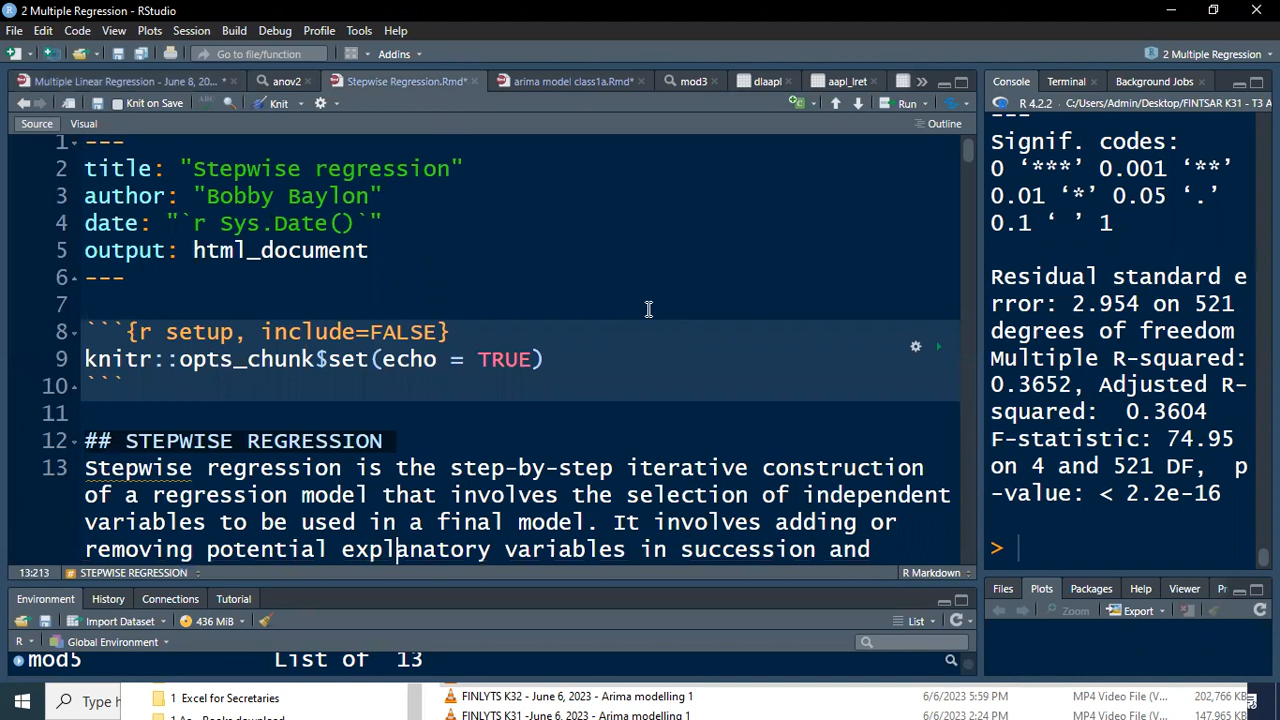 2 Multiple Regression - RStudio
File Edit Code View Plots Session Build Debug Profile Tools Help
Go to file/function Addins 2 Multiple Regression
Multiple Linear Regression - June 8, 20...* anov2 Stepwise Regression.Rmd* arima model class1a.Rmd* mod3 dlaapl aapl_lret
Knit on Save Knit Run
Source Visual Outline
1 ---
2 title: "Stepwise regression"
3 author: "Bobby Baylon"
4 date: "`r Sys.Date()`"
5 output: html_document
6 ---
7
8 ```{r setup, include=FALSE}
9 knitr::opts_chunk$set(echo = TRUE)
10 ```
11
12 ## STEPWISE REGRESSION
13 Stepwise regression is the step-by-step iterative construction
of a regression model that involves the selection of independent
variables to be used in a final model. It involves adding or
removing potential explanatory variables in succession and
13:213 # STEPWISE REGRESSION R Markdown
Environment History Connections Tutorial
Import Dataset 436 MiB List
R Global Environment
mod5 List of 13
Console Terminal Background Jobs
R 4.2.2 · C:/Users/Admin/Desktop/FINTSAR K31 - T3 A
---
Signif. codes:
0 ‘***’ 0.001 ‘**’
0.01 ‘*’ 0.05 ‘.’
0.1 ‘ ’ 1
Residual standard e
rror: 2.954 on 521
degrees of freedom
Multiple R-squared:
0.3652, Adjusted R-
squared:  0.3604
F-statistic: 74.95
on 4 and 521 DF,  p
-value: < 2.2e-16
>
Files Plots Packages Help Viewer Pr
Zoom Export
Type h
1 Excel for Secretaries
FINLYTS K32 - June 6, 2023 - Arima modelling 1 6/6/2023 5:59 PM MP4 Video File (V... 202,766 KB
FINLYTS K31 -June 6, 2023 - Arima modelling 1 6/6/2023 2:24 PM MP4 Video File (V... 147,965 KB